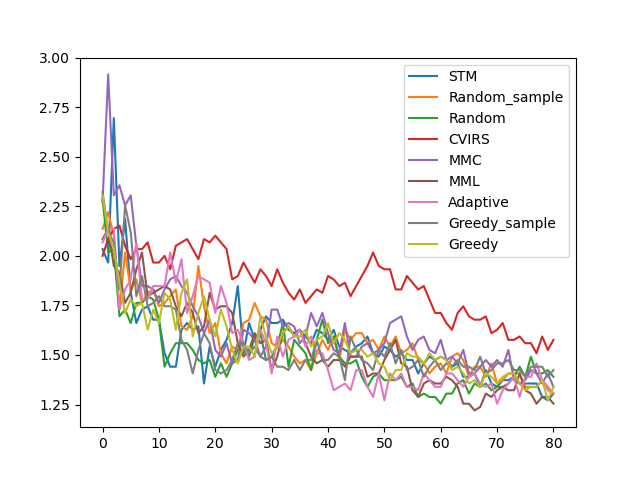 3.00
2.75
2.50
2.25
2.00
1.75
1.50
1.25
0 10 20 30 40 50 60 70 80
STM
Random_sample
Random
CVIRS
MMC
MML
Adaptive
Greedy_sample
Greedy